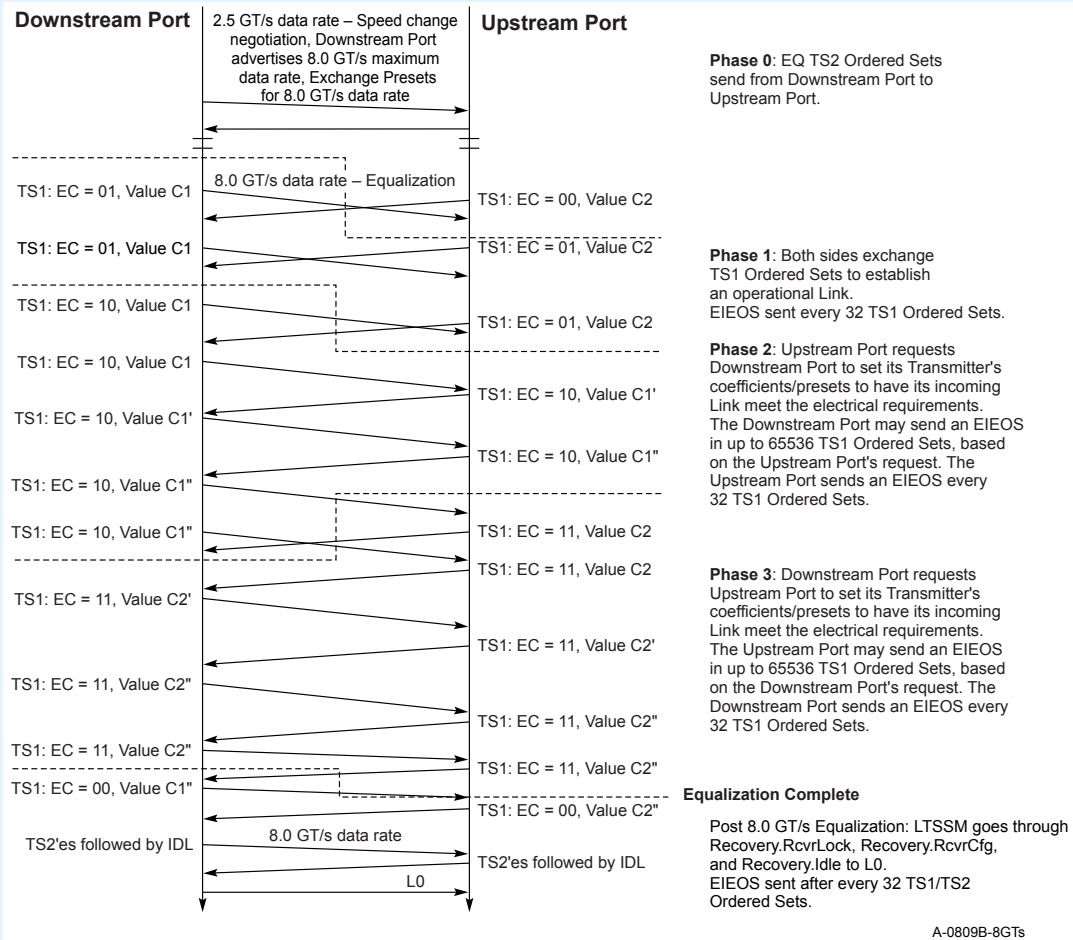 Downstream Port
2.5 GT/s data rate – Speed change
negotiation, Downstream Port
advertises 8.0 GT/s maximum
data rate, Exchange Presets
for 8.0 GT/s data rate
Upstream Port
Phase 0: EQ TS2 Ordered Sets
send from Downstream Port to
Upstream Port.
8.0 GT/s data rate – Equalization
TS1: EC = 01, Value C1
TS1: EC = 00, Value C2
TS1: EC = 01, Value C1
TS1: EC = 01, Value C2
Phase 1: Both sides exchange
TS1 Ordered Sets to establish
an operational Link.
EIEOS sent every 32 TS1 Ordered Sets.
TS1: EC = 10, Value C1
TS1: EC = 01, Value C2
Phase 2: Upstream Port requests
Downstream Port to set its Transmitter's
coefficients/presets to have its incoming
Link meet the electrical requirements.
The Downstream Port may send an EIEOS
in up to 65536 TS1 Ordered Sets, based
on the Upstream Port's request. The
Upstream Port sends an EIEOS every
32 TS1 Ordered Sets.
TS1: EC = 10, Value C1
TS1: EC = 10, Value C1'
TS1: EC = 10, Value C1'
TS1: EC = 10, Value C1"
TS1: EC = 10, Value C1"
TS1: EC = 10, Value C1"
TS1: EC = 11, Value C2
TS1: EC = 11, Value C2
Phase 3: Downstream Port requests
Upstream Port to set its Transmitter's
coefficients/presets to have its incoming
Link meet the electrical requirements.
The Upstream Port may send an EIEOS
in up to 65536 TS1 Ordered Sets, based
on the Downstream Port's request. The
Downstream Port sends an EIEOS every
32 TS1 Ordered Sets.
TS1: EC = 11, Value C2'
TS1: EC = 11, Value C2'
TS1: EC = 11, Value C2"
TS1: EC = 11, Value C2"
TS1: EC = 11, Value C2"
TS1: EC = 11, Value C2"
TS1: EC = 00, Value C1"
Equalization Complete
TS1: EC = 00, Value C2"
Post 8.0 GT/s Equalization: LTSSM goes through
Recovery.RcvrLock, Recovery.RcvrCfg,
and Recovery.Idle to L0.
EIEOS sent after every 32 TS1/TS2
Ordered Sets.
8.0 GT/s data rate
TS2'es followed by IDL
TS2'es followed by IDL
L0
A-0809B-8GTs